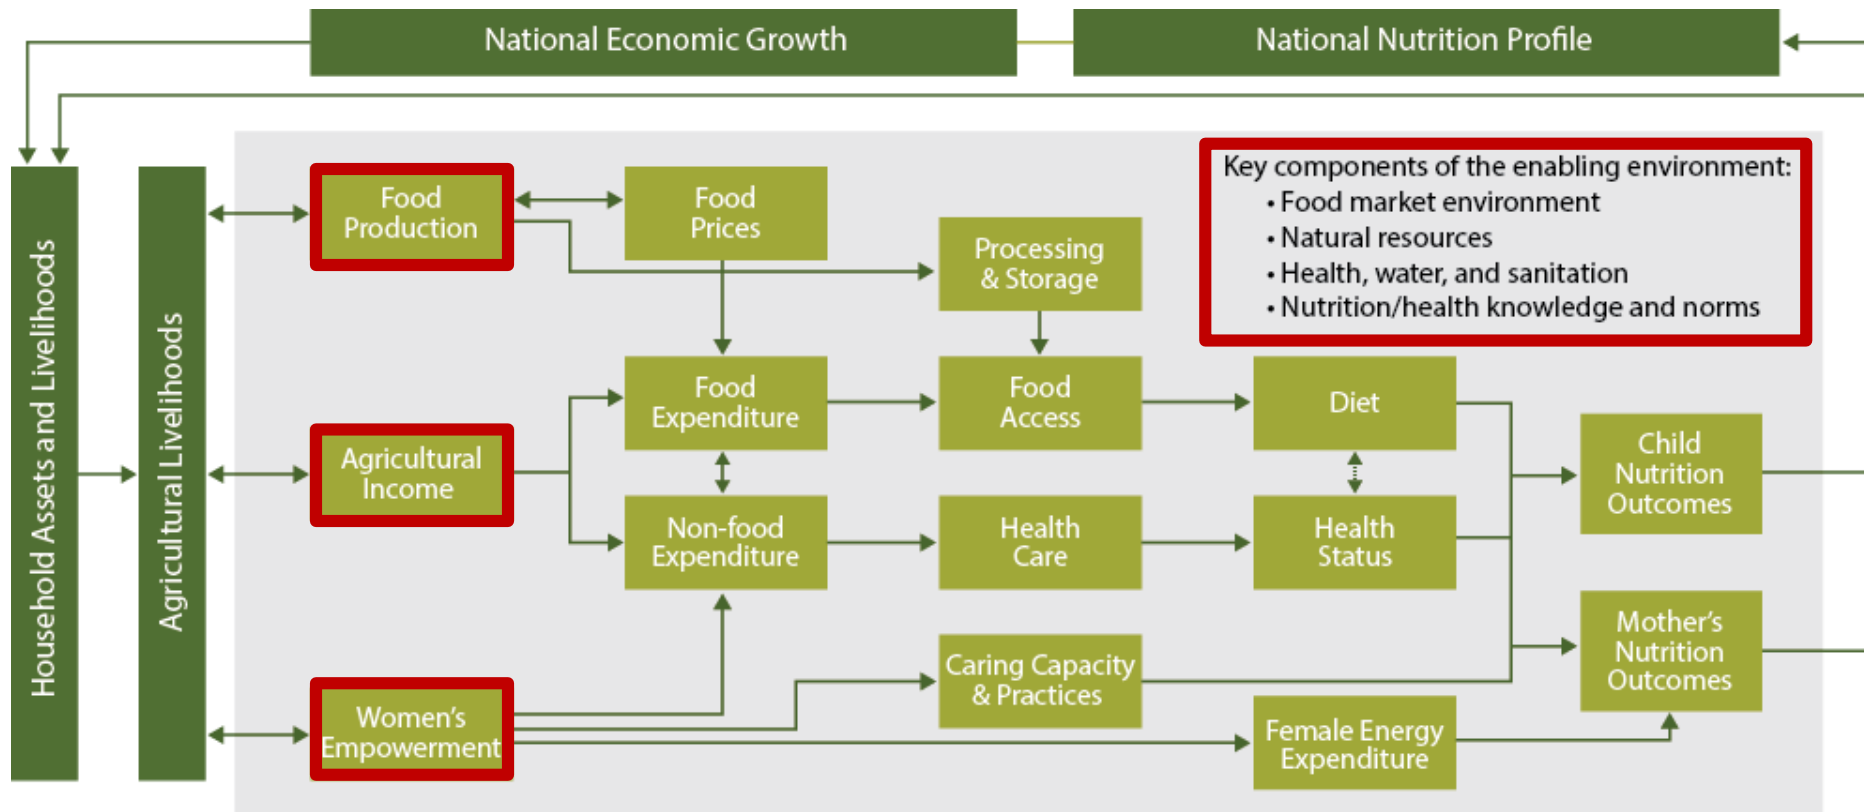 National Economic Growth
National Nutrition Profile
Household Assets and Livelihoods
Agricultural Livelihoods
Food
Production
Food
Prices
Processing
& Storage
Key components of the enabling environment:
• Food market environment
• Natural resources
• Health, water, and sanitation
• Nutrition/health knowledge and norms
Agricultural
Income
Food
Expenditure
Food
Access
Diet
Non-food
Expenditure
Health
Care
Health
Status
Child
Nutrition
Outcomes
Women's
Empowerment
Caring Capacity
& Practices
Female Energy
Expenditure
Mother's
Nutrition
Outcomes